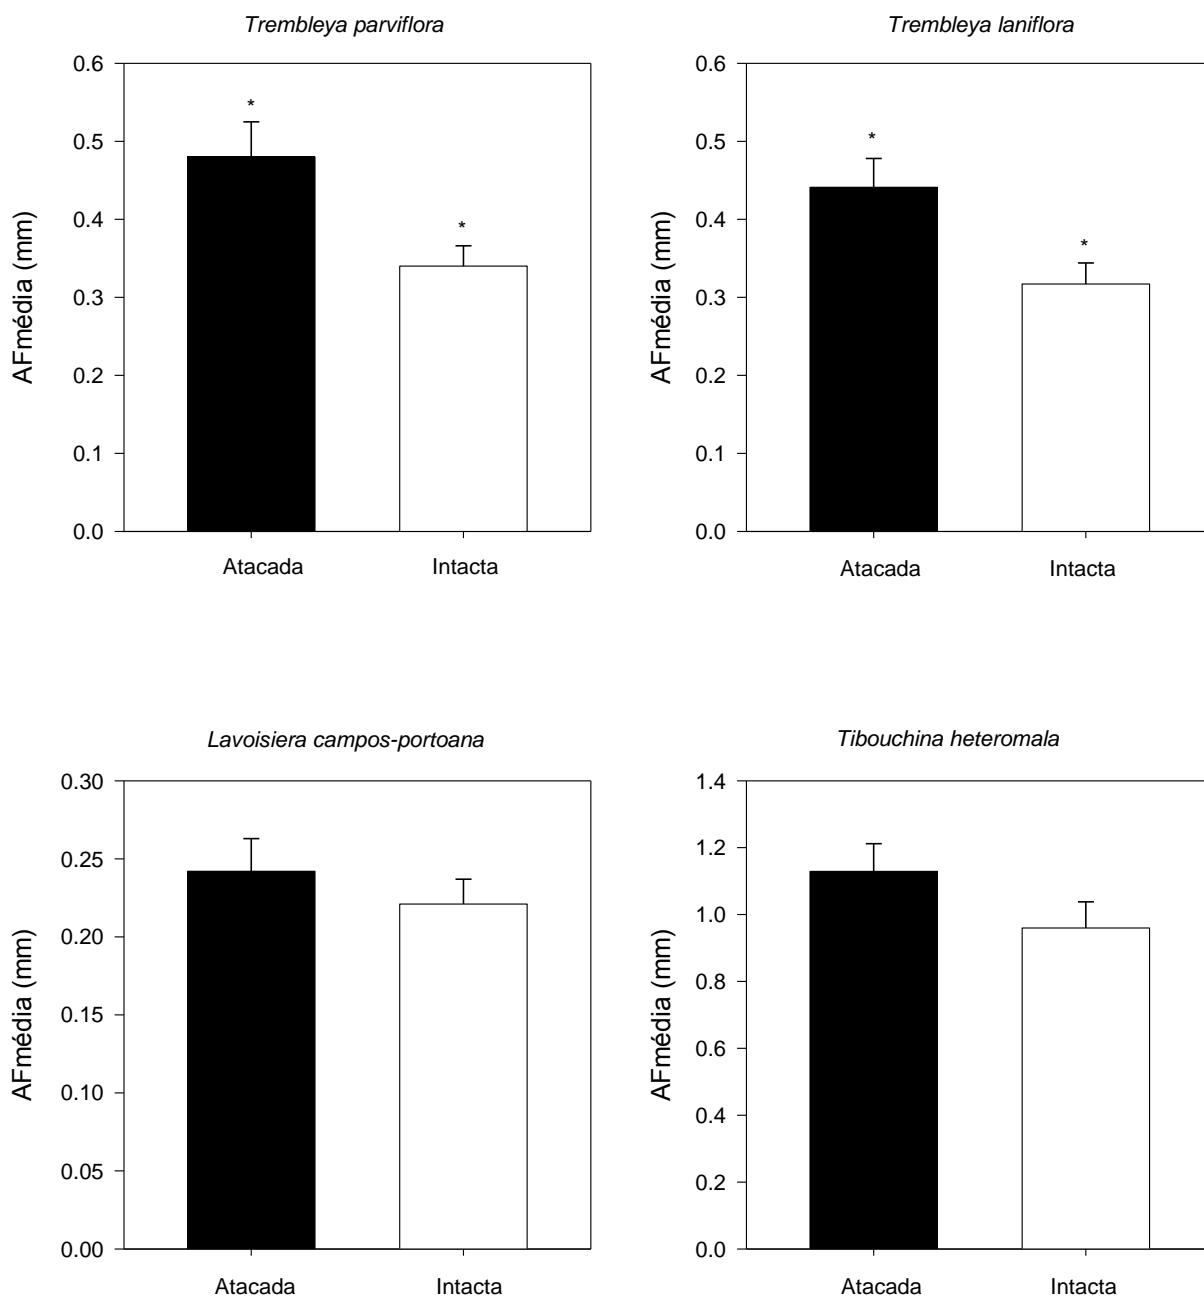 Trembleya parviflora
0.6
0.5
0.4
0.3
0.2
0.1
0.0
AFmédia (mm)
*
*
Atacada Intacta
Trembleya laniflora
0.6
0.5
0.4
0.3
0.2
0.1
0.0
AFmédia (mm)
*
*
Atacada Intacta
Lavoisiera campos-portoana
0.30
0.25
0.20
0.15
0.10
0.05
0.00
AFmédia (mm)
Atacada Intacta
Tibouchina heteromala
1.4
1.2
1.0
0.8
0.6
0.4
0.2
0.0
AFmédia (mm)
Atacada Intacta